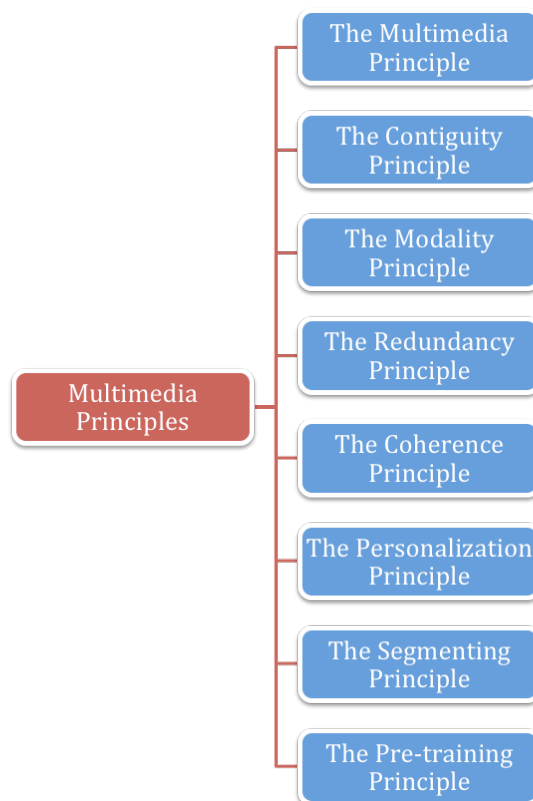 The Multimedia
Principle
The Contiguity
Principle
The Modality
Principle
The Redundancy
Principle
Multimedia
Principles
The Coherence
Principle
The Personalization
Principle
The Segmenting
Principle
The Pre-training
Principle